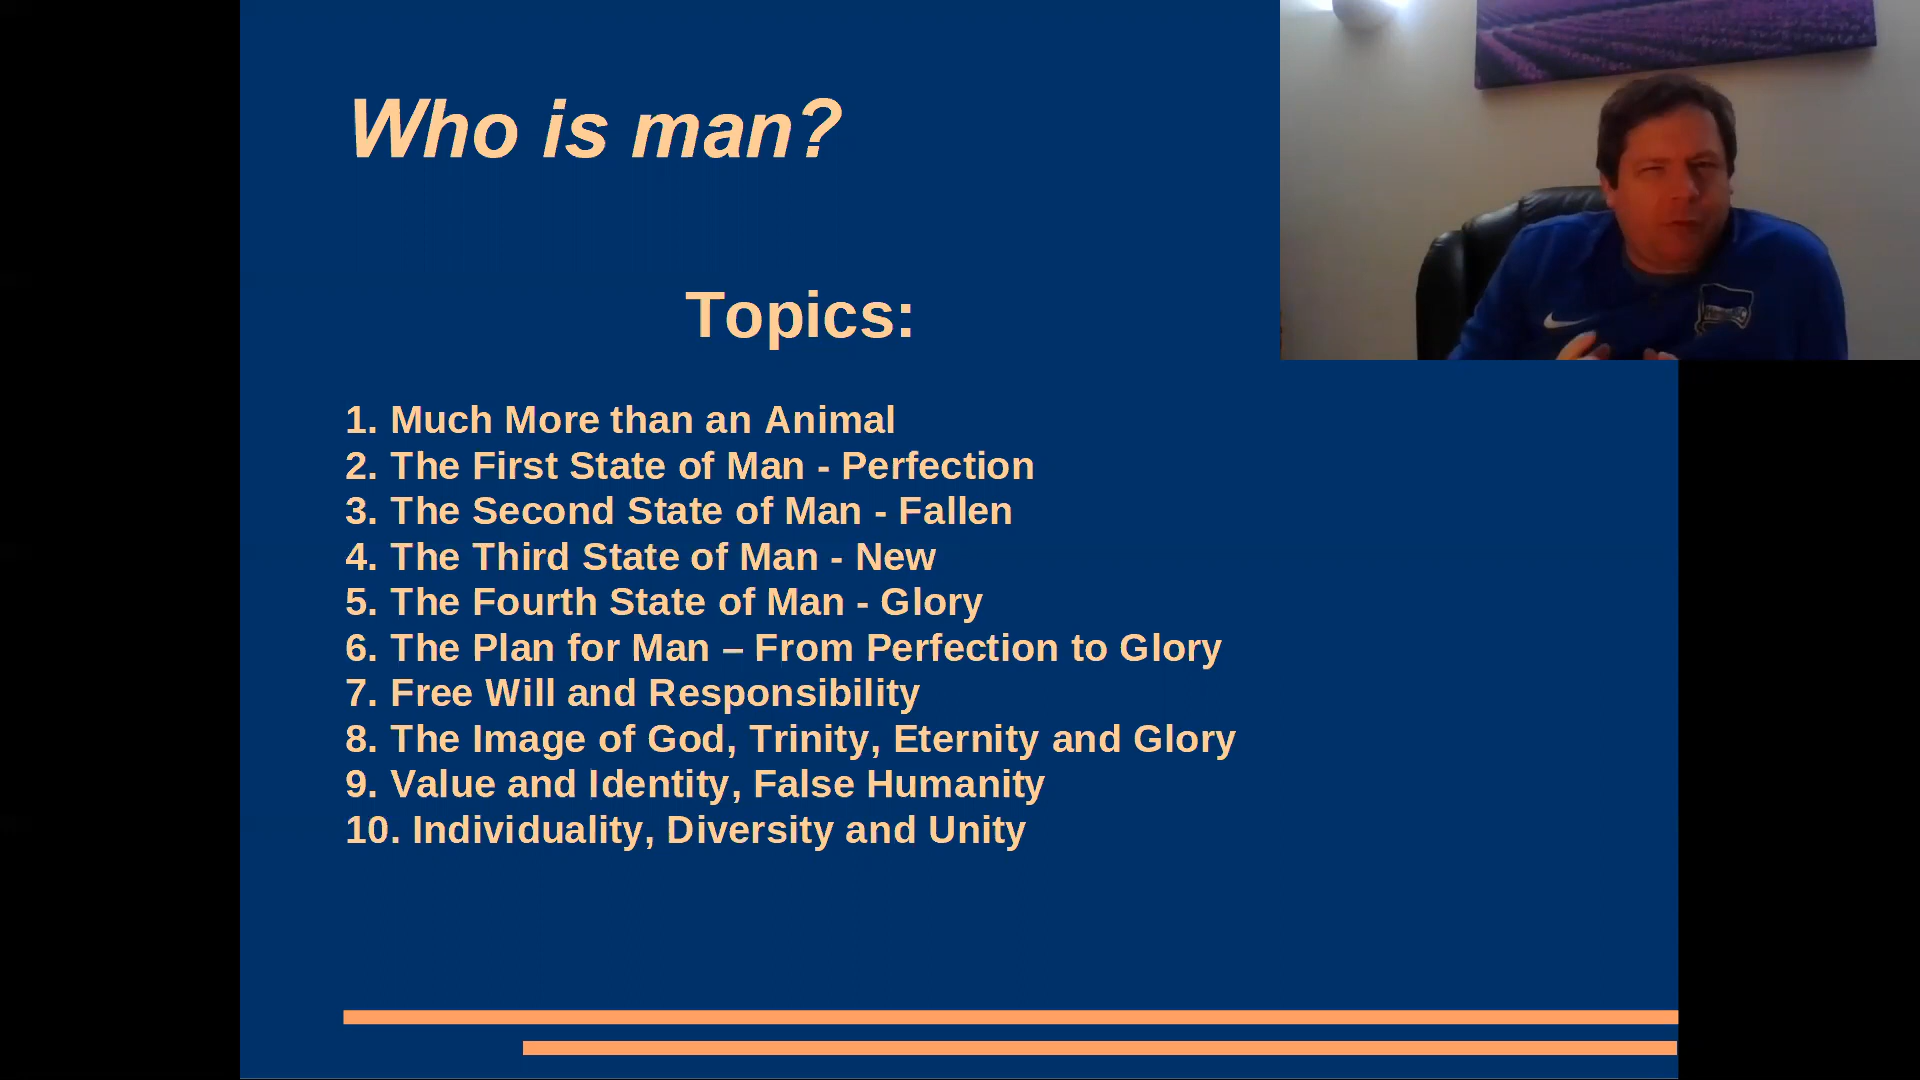 Who is man?
Topics:
1. Much More than an Animal
2. The First State of Man - Perfection
3. The Second State of Man - Fallen
4. The Third State of Man - New
5. The Fourth State of Man - Glory
6. The Plan for Man – From Perfection to Glory
7. Free Will and Responsibility
8. The Image of God, Trinity, Eternity and Glory
9. Value and Identity, False Humanity
10. Individuality, Diversity and Unity